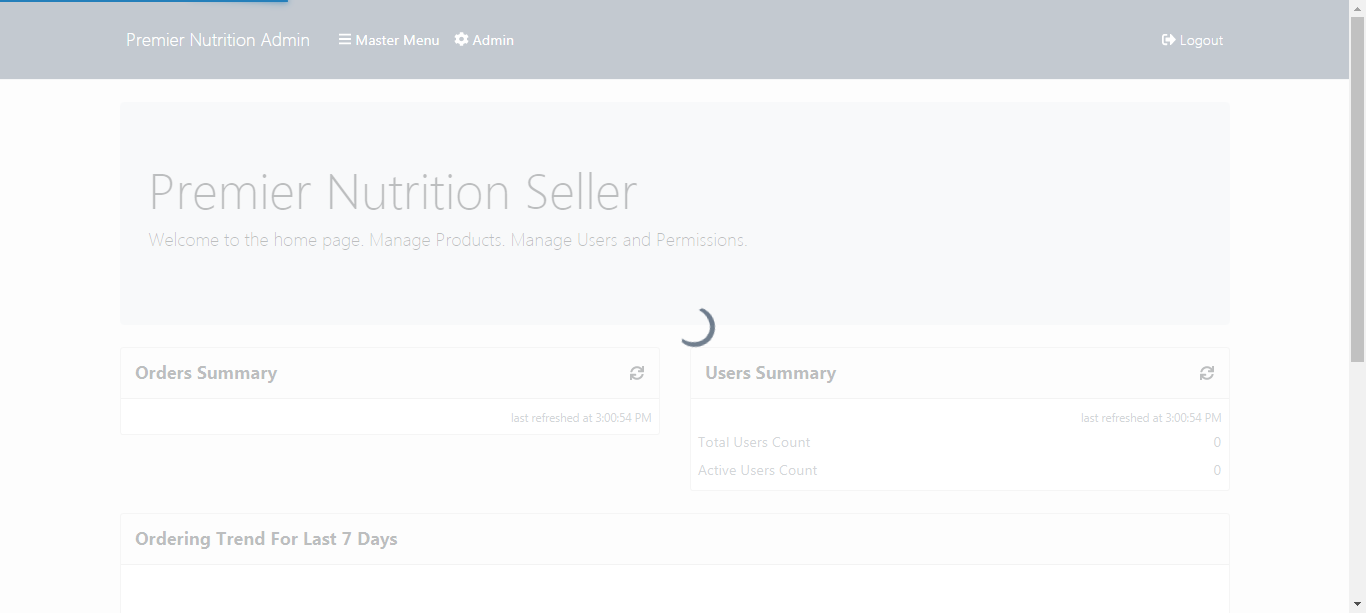 Premier Nutrition Admin Master Menu Admin Logout
Premier Nutrition Seller
Welcome to the home page. Manage Products. Manage Users and Permissions.
Orders Summary
last refreshed at 3:00:54 PM
Users Summary
last refreshed at 3:00:54 PM
Total Users Count 0
Active Users Count 0
Ordering Trend For Last 7 Days